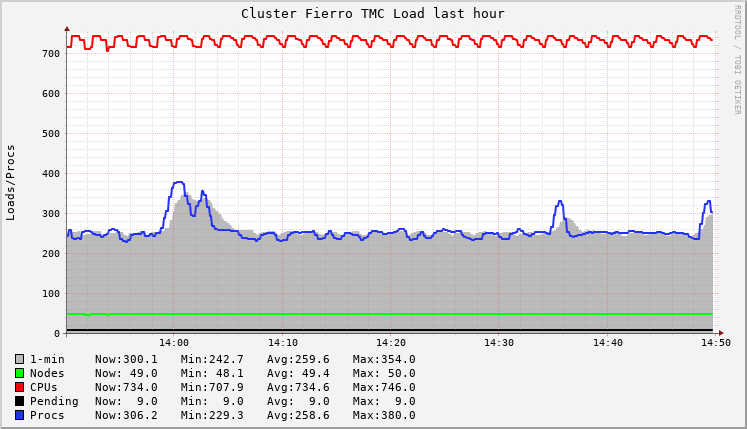 Cluster Fierro TMC Load last hour
RRDTOOL / TOBI OETIKER
Loads/Procs
700
600
500
400
300
200
100
0
14:00 14:10 14:20 14:30 14:40 14:50
1-min Now:300.1 Min:242.7 Avg:259.6 Max:354.0
Nodes Now: 49.0 Min: 48.1 Avg: 49.4 Max: 50.0
CPUs Now:734.0 Min:707.9 Avg:734.6 Max:746.0
Pending Now: 9.0 Min: 9.0 Avg: 9.0 Max: 9.0
Procs Now:306.2 Min:229.3 Avg:258.6 Max:380.0